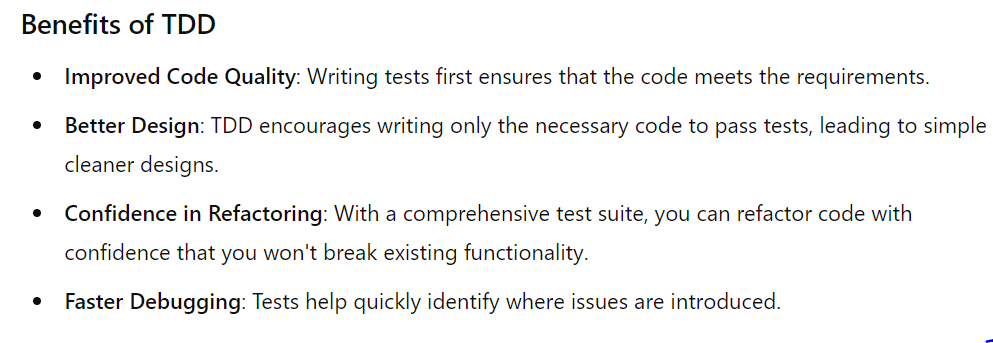 Benefits of TDD
• Improved Code Quality: Writing tests first ensures that the code meets the requirements.
• Better Design: TDD encourages writing only the necessary code to pass tests, leading to simple
cleaner designs.
• Confidence in Refactoring: With a comprehensive test suite, you can refactor code with
confidence that you won't break existing functionality.
• Faster Debugging: Tests help quickly identify where issues are introduced.